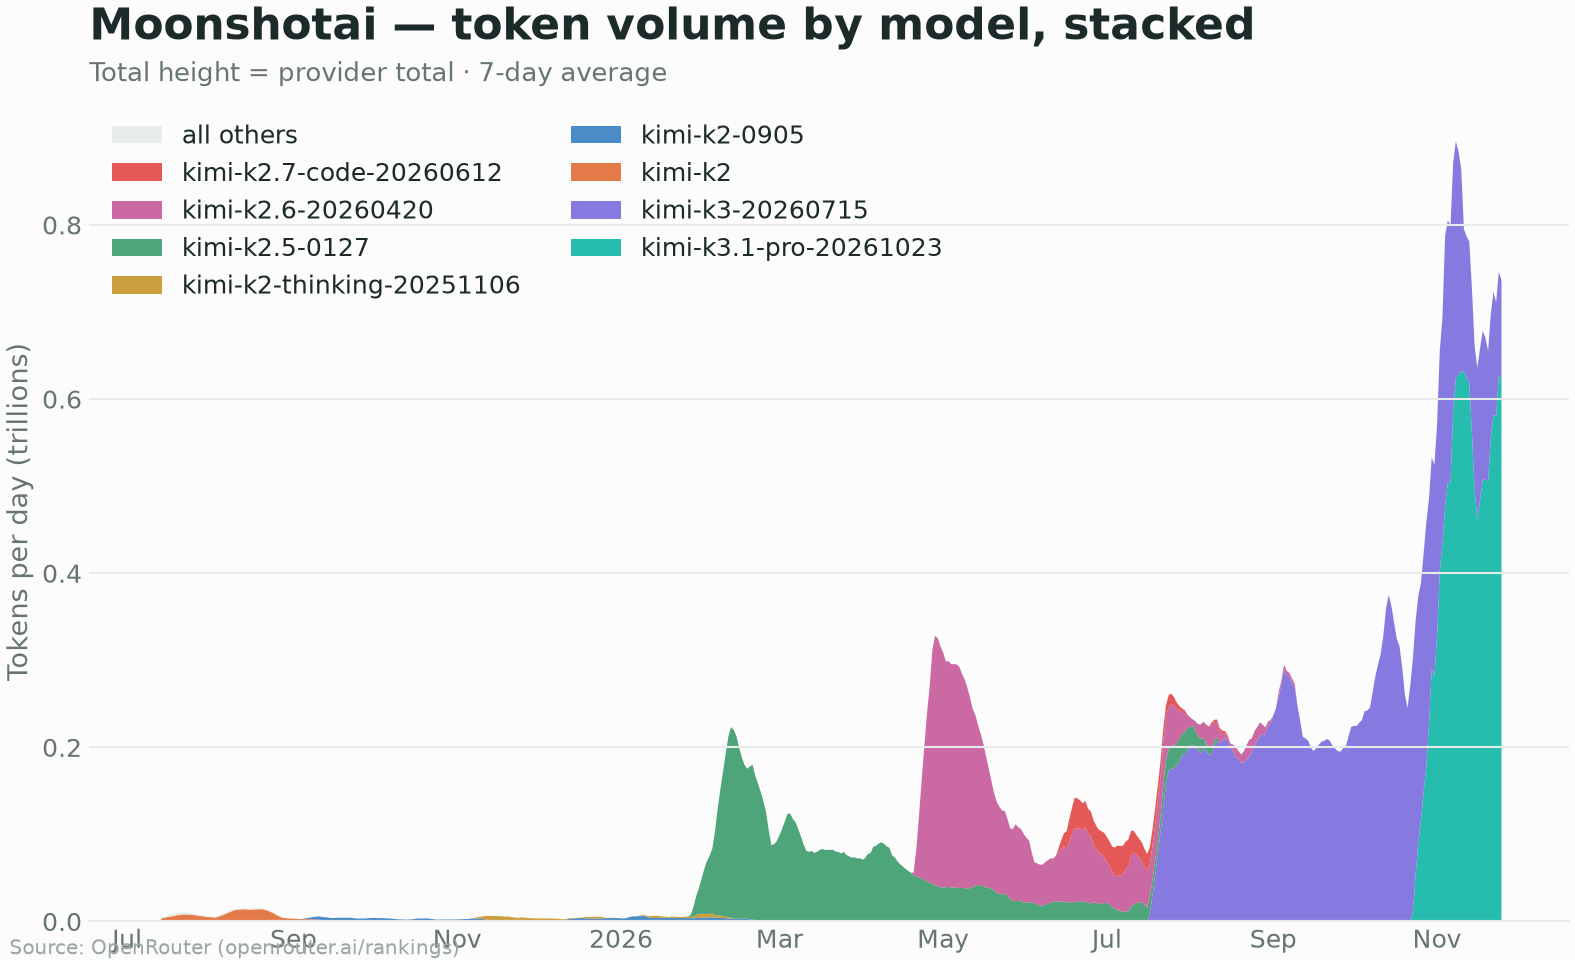 Moonshotai — token volume by model, stacked
Total height = provider total · 7-day average
all others
kimi-k2.7-code-20260612
kimi-k2.6-20260420
kimi-k2.5-0127
kimi-k2-thinking-20251106
kimi-k2-0905
kimi-k2
kimi-k3-20260715
kimi-k3.1-pro-20261023
Tokens per day (trillions)
0.8
0.6
0.4
0.2
0.0
Jul Sep Nov 2026 Mar May Jul Sep Nov
Source: OpenRouter (openrouter.ai/rankings)